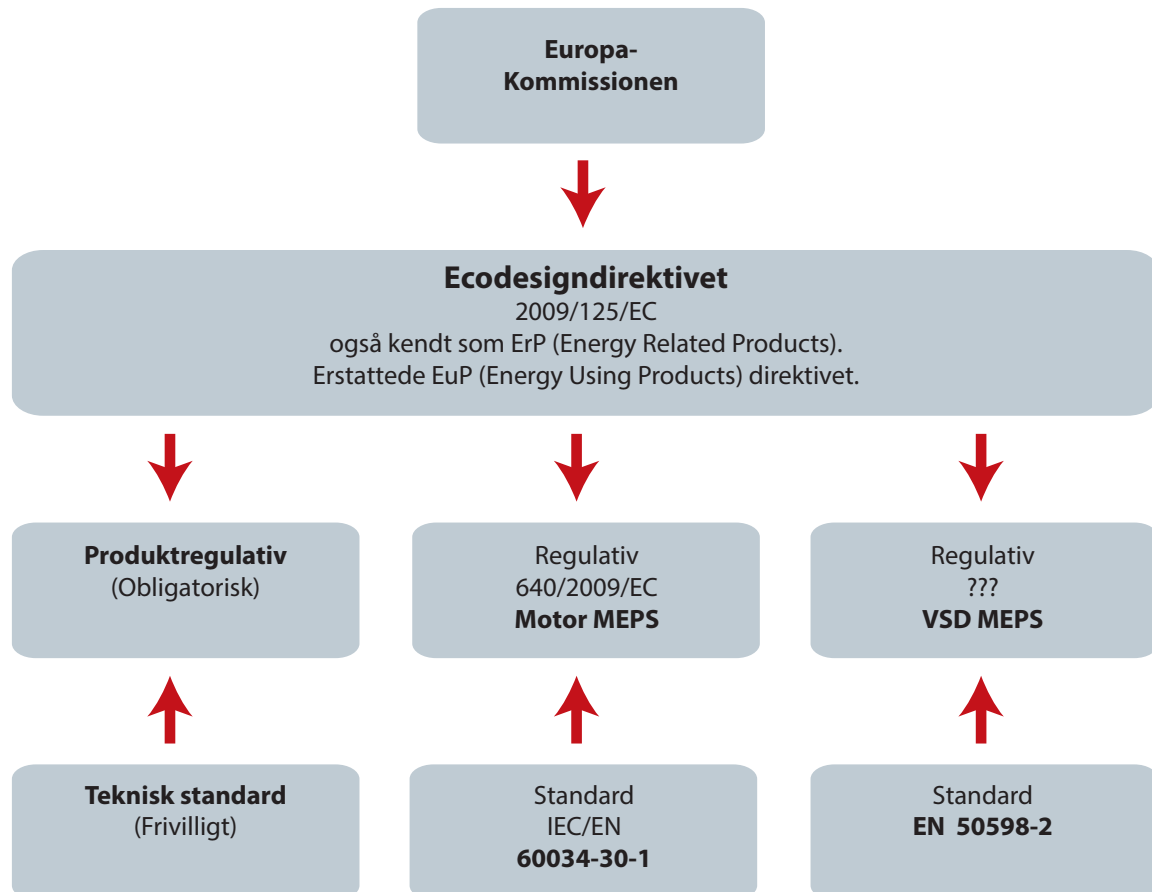 Europa-
Kommissionen
Ecodesigndirektivet
2009/125/EC
også kendt som ErP (Energy Related Products).
Erstattede EuP (Energy Using Products) direktivet.
Produktregulativ
(Obligatorisk)
Regulativ
640/2009/EC
Motor MEPS
Regulativ
???
VSD MEPS
Teknisk standard
(Frivilligt)
Standard
IEC/EN
60034-30-1
Standard
EN 50598-2